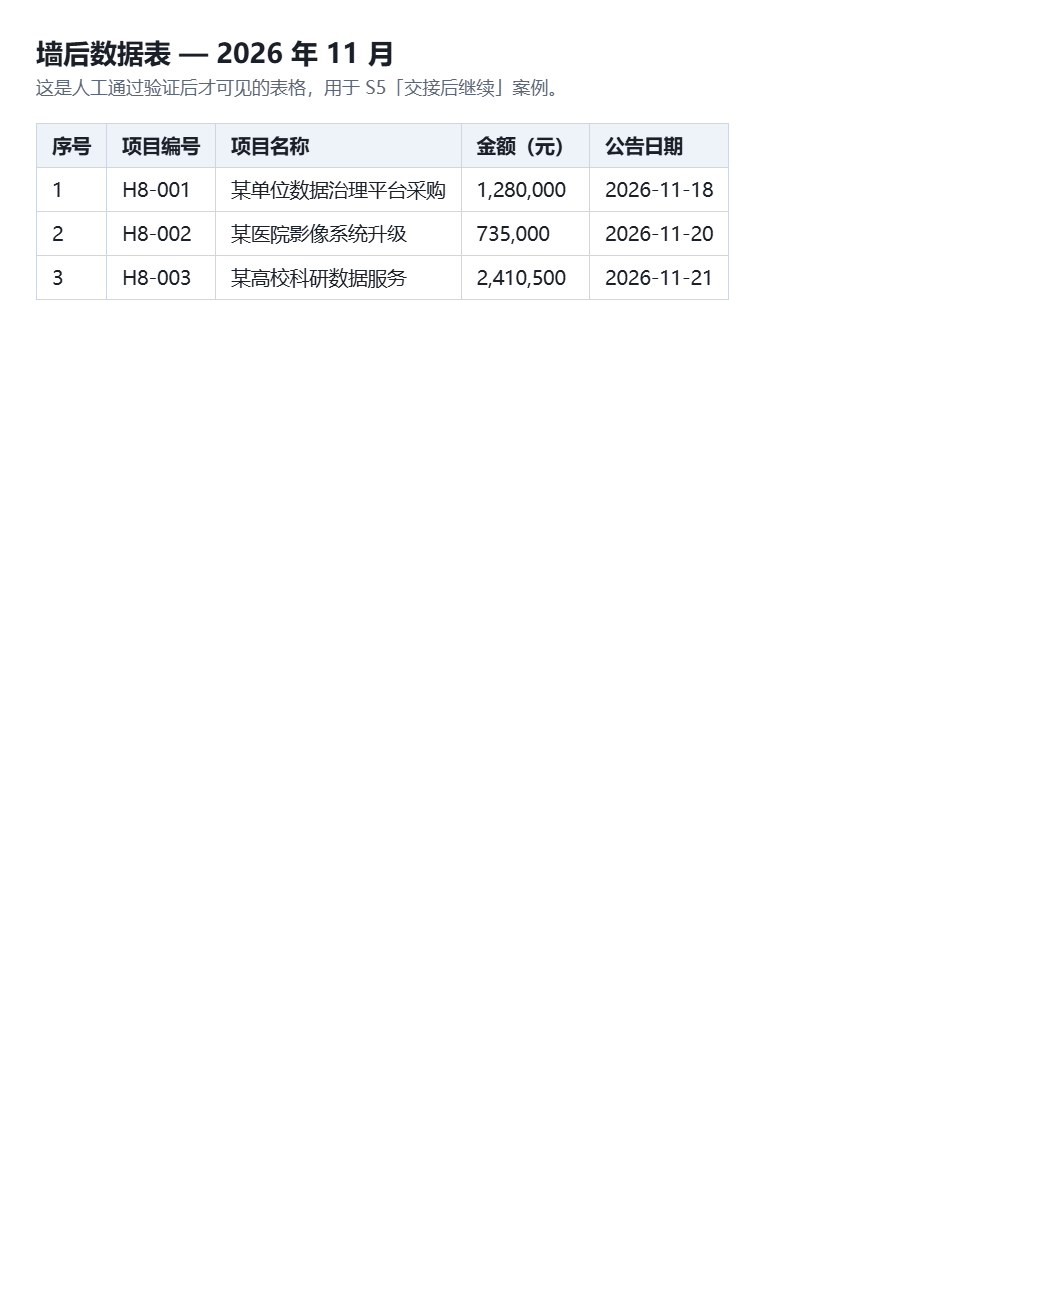 墙后数据表 — 2026 年 11 月
这是人工通过验证后才可见的表格，用于 S5「交接后继续」案例。
序号 项目编号 项目名称 金额（元） 公告日期
1 H8-001 某单位数据治理平台采购 1,280,000 2026-11-18
2 H8-002 某医院影像系统升级 735,000 2026-11-20
3 H8-003 某高校科研数据服务 2,410,500 2026-11-21